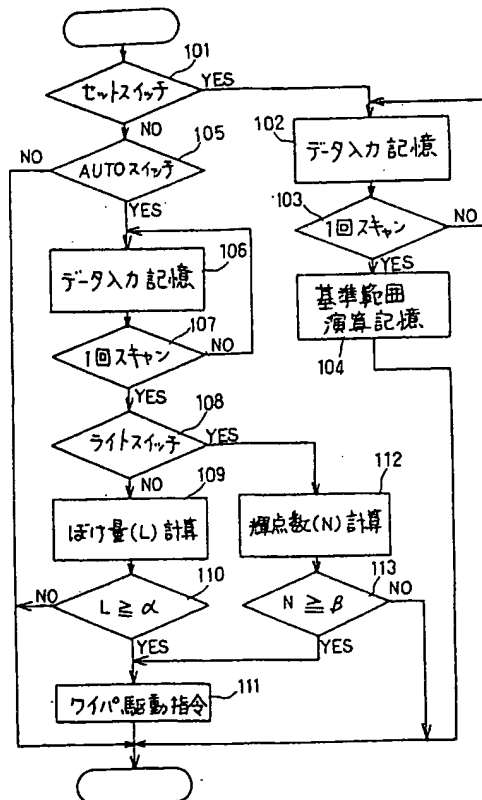 101
セットスイッチ
YES
NO
105
NO
AUTOスイッチ
YES
102
データ入力記憶
103
1回スキャン
NO
YES
基準範囲
演算記憶
104
106
データ入力記憶
107
1回スキャン
NO
YES
108
ライトスイッチ
YES
NO
109
ぼけ量(L)計算
112
輝点数(N)計算
110
NO
L ≧ α
YES
113
N ≧ β
NO
YES
ワイパ駆動指令
111